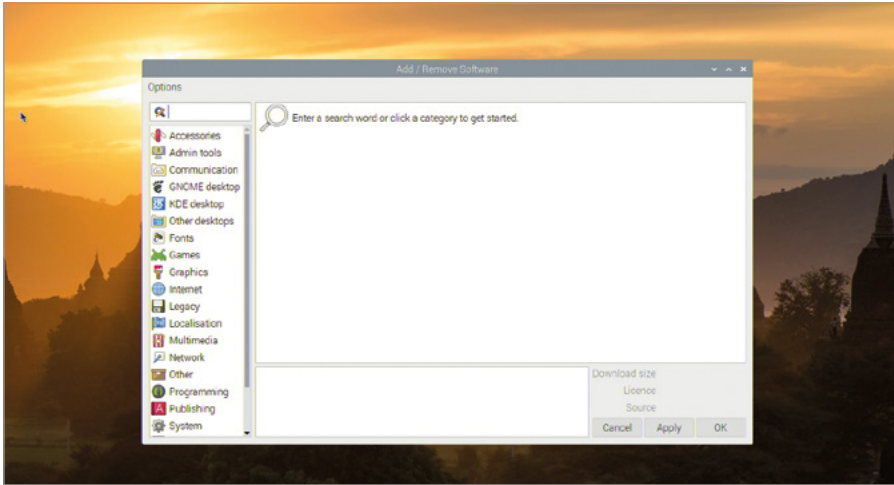 Add / Remove Software
Options
Enter a search word or click a category to get started.
Accessories
Admin tools
Communication
GNOME desktop
KDE desktop
Other desktops
Fonts
Games
Graphics
Internet
Legacy
Localisation
Multimedia
Network
Other
Programming
Publishing
System
Download size
Licence
Source
Cancel Apply OK